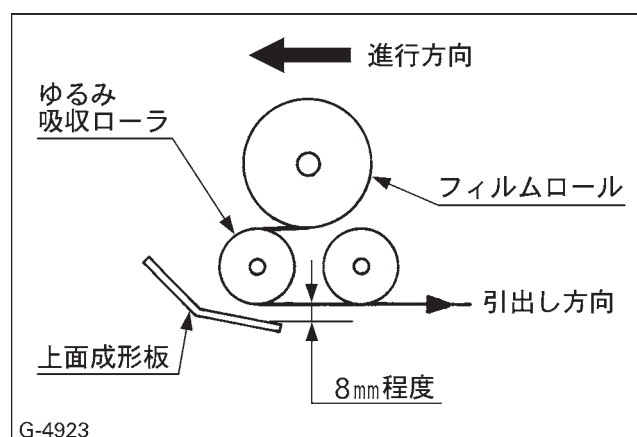 進行方向
ゆるみ
吸収ローラ
フィルムロール
引出し方向
上面成形板
8㎜程度
G-4923